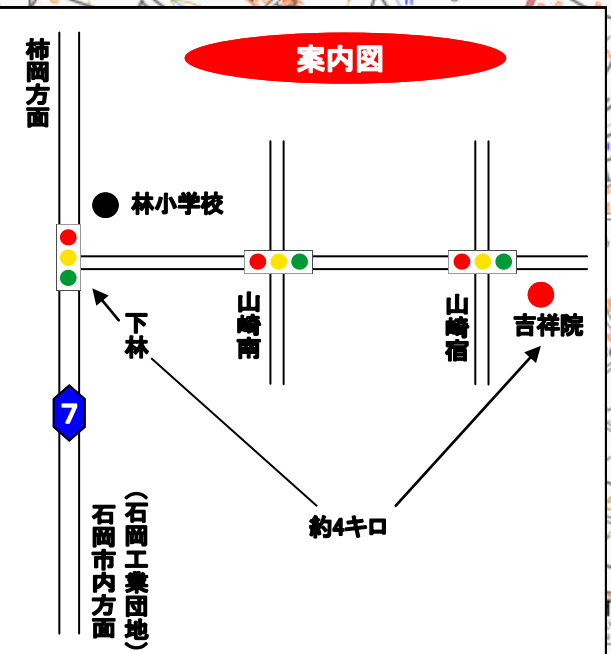 案内図
柿岡方面
林小学校
下林
山崎南
山崎宿
吉祥院
7
約4キロ
(石岡工業団地)
石岡市内方面